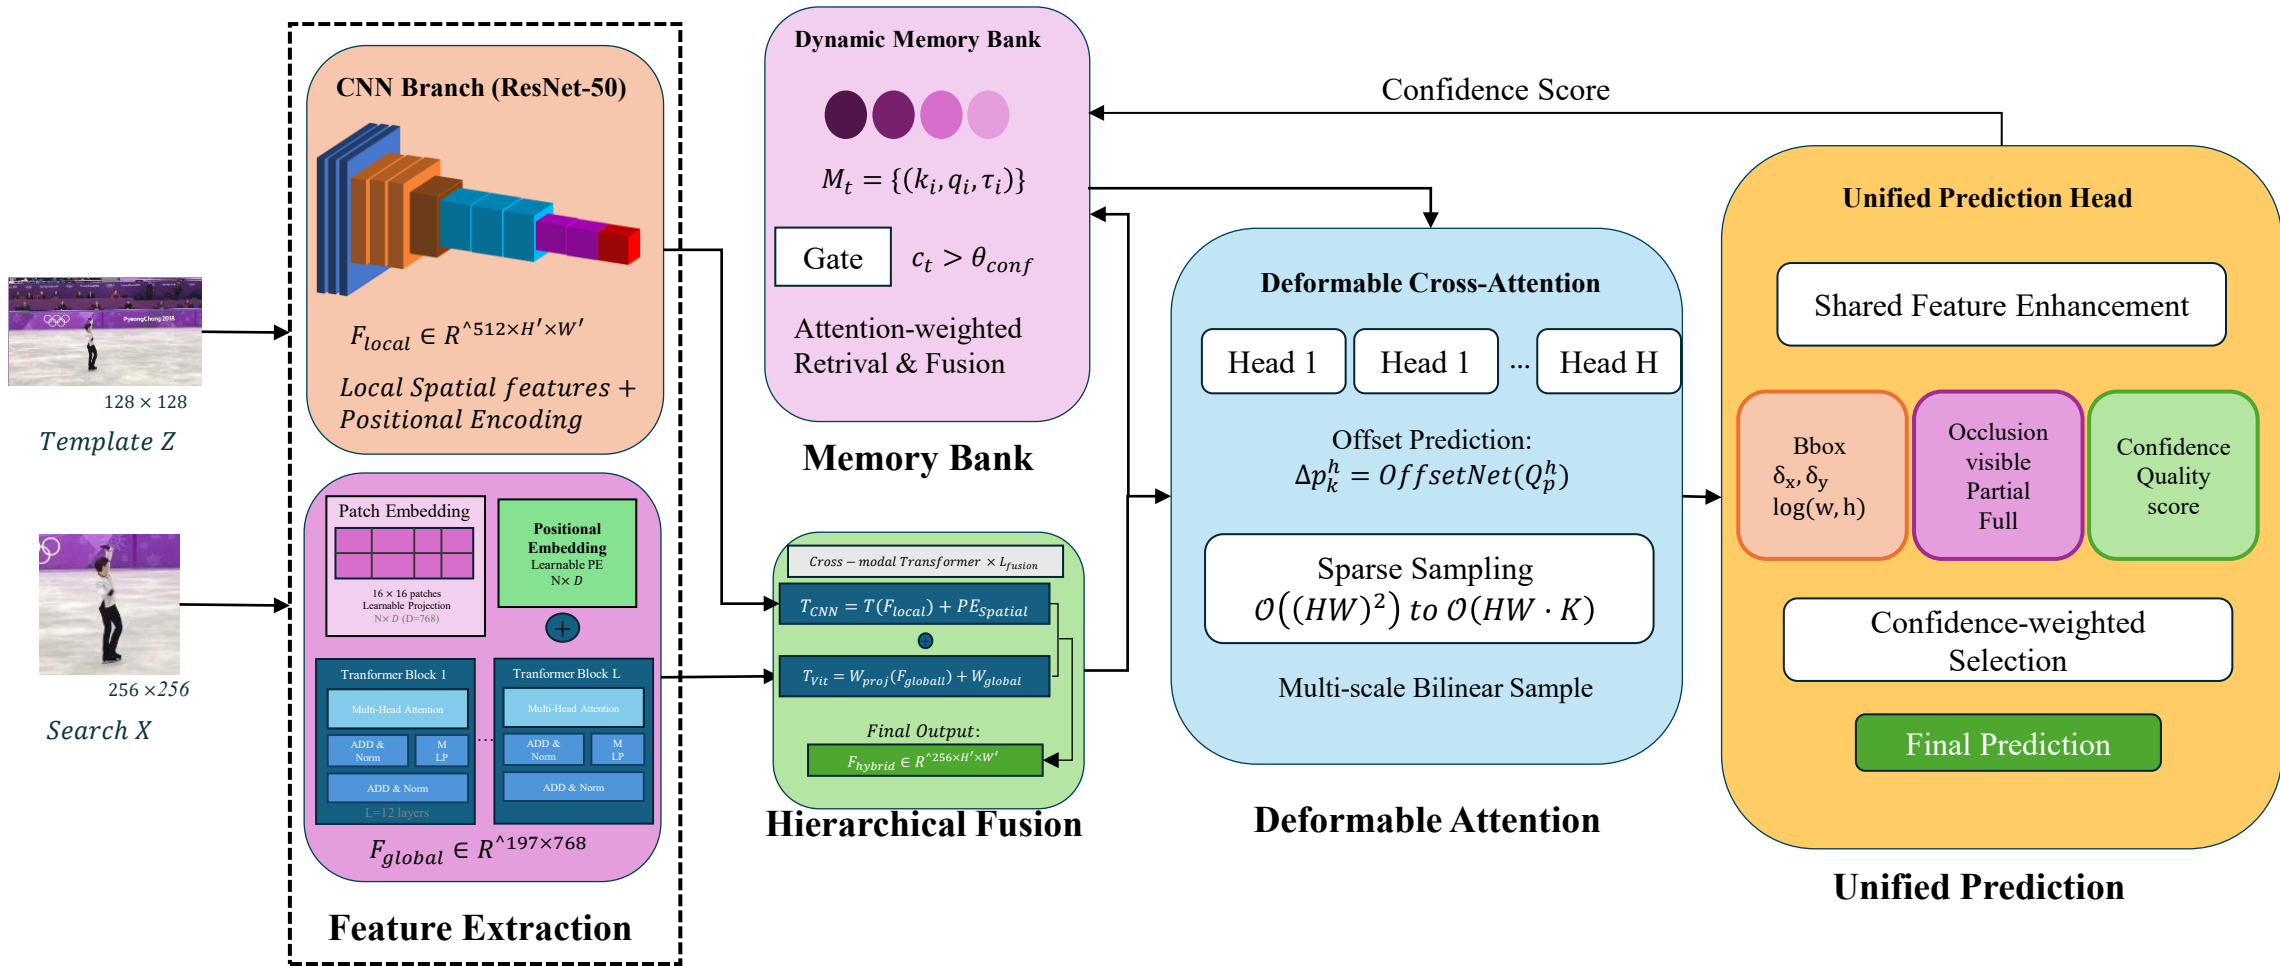 PyeongChang 2018
128 × 128
Template Z
256 ×256
Search X
CNN Branch (ResNet-50)
F_local ∈ R^512×H′×W′
Local Spatial features +
Positional Encoding
Patch Embedding
16 × 16 patches
Learnable Projection
N× D (D=768)
Positional
Embedding
Learnable PE
N× D
+
Tranformer Block 1
Multi-Head Attention
ADD &
Norm
M
LP
ADD & Norm
L=12 layers
...
Tranformer Block L
Multi-Head Attention
ADD &
Norm
M
LP
ADD & Norm
F_global ∈ R^197×768
Feature Extraction
Dynamic Memory Bank
M_t = {(k_i, q_i, τ_i)}
Gate
c_t > θ_conf
Attention-weighted
Retrival & Fusion
Memory Bank
Cross−modal Transformer × L_fusion
T_CNN = T(F_local) + PE_Spatial
+
T_Vit = W_proj(F_globall) + W_global
Final Output:
F_hybrid ∈ R^256×H′×W′
Hierarchical Fusion
Confidence Score
Deformable Cross-Attention
Head 1
Head 1
...
Head H
Offset Prediction:
Δp_k^h = OffsetNet(Q_p^h)
Sparse Sampling
𝒪((HW)^2) to 𝒪(HW · K)
Multi-scale Bilinear Sample
Deformable Attention
Unified Prediction Head
Shared Feature Enhancement
Bbox
δ_x, δ_y
log(w, h)
Occlusion
visible
Partial
Full
Confidence
Quality
score
Confidence-weighted
Selection
Final Prediction
Unified Prediction